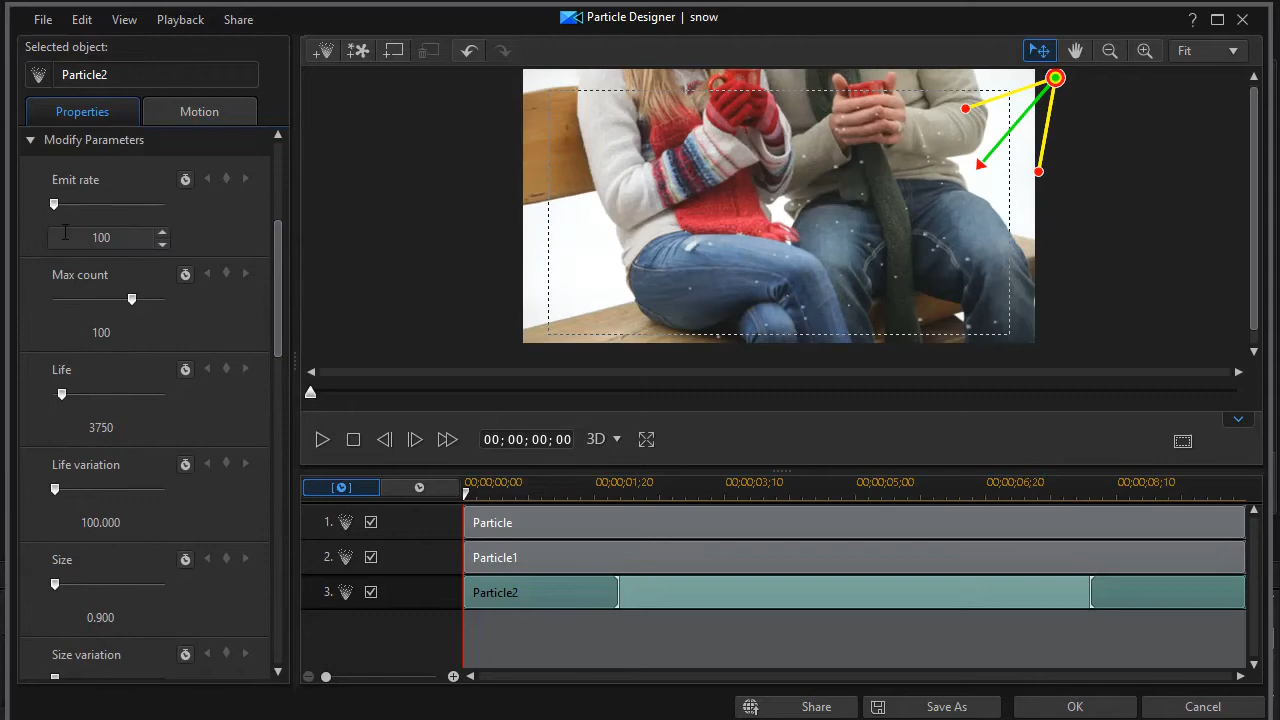 File Edit View Playback Share
Particle Designer | snow
?
Selected object:
Particle2
Fit
Properties Motion
Modify Parameters
Emit rate
100
Max count
100
Life
3750
Life variation
100.000
Size
0.900
Size variation
00;00;00;00 3D
00;00;00;00 00;00;01;20 00;00;03;10 00;00;05;00 00;00;06;20 00;00;08;10
1. Particle
2. Particle1
3. Particle2
Share Save As OK Cancel